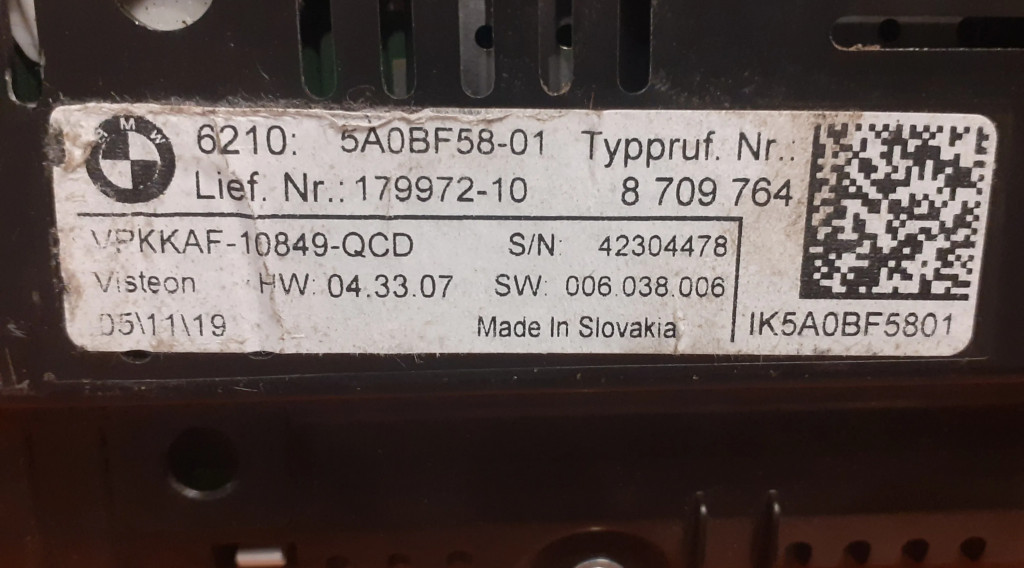 BMW
6210: 5A0BF58-01 Typpruf. Nr.:
Lief. Nr.: 179972-10 8 709 764
VPKKAF-10849-QCD S/N: 42304478
Visteon HW: 04.33.07 SW: 006.038.006
05\11\19 Made In Slovakia IK5A0BF5801